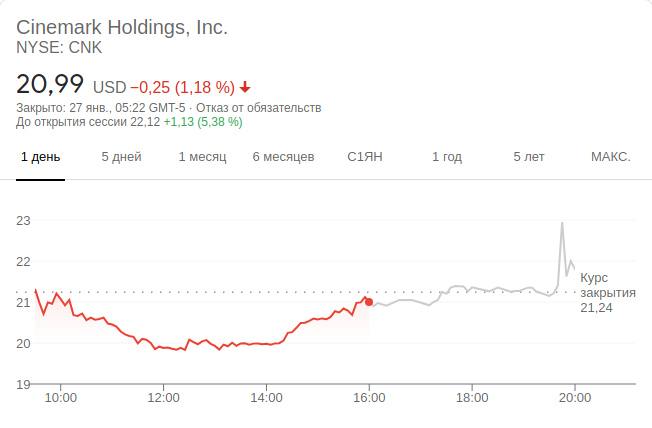 Cinemark Holdings, Inc.
NYSE: CNK
20,99 USD −0,25 (1,18 %)
Закрыто: 27 янв., 05:22 GMT-5 · Отказ от обязательств
До открытия сессии 22,12 +1,13 (5,38 %)
1 день 5 дней 1 месяц 6 месяцев С1ЯН 1 год 5 лет МАКС.
23
22
21
20
19
Курс
закрытия
21,24
10:00 12:00 14:00 16:00 18:00 20:00